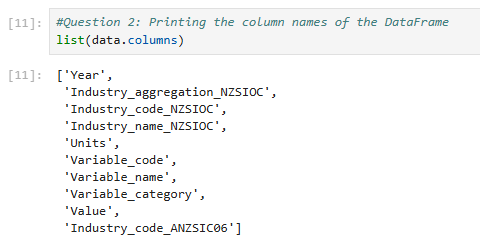 [11]: #Question 2: Printing the column names of the DataFrame
list(data.columns)
[11]: ['Year',
'Industry_aggregation_NZSIOC',
'Industry_code_NZSIOC',
'Industry_name_NZSIOC',
'Units',
'Variable_code',
'Variable_name',
'Variable_category',
'Value',
'Industry_code_ANZSIC06']